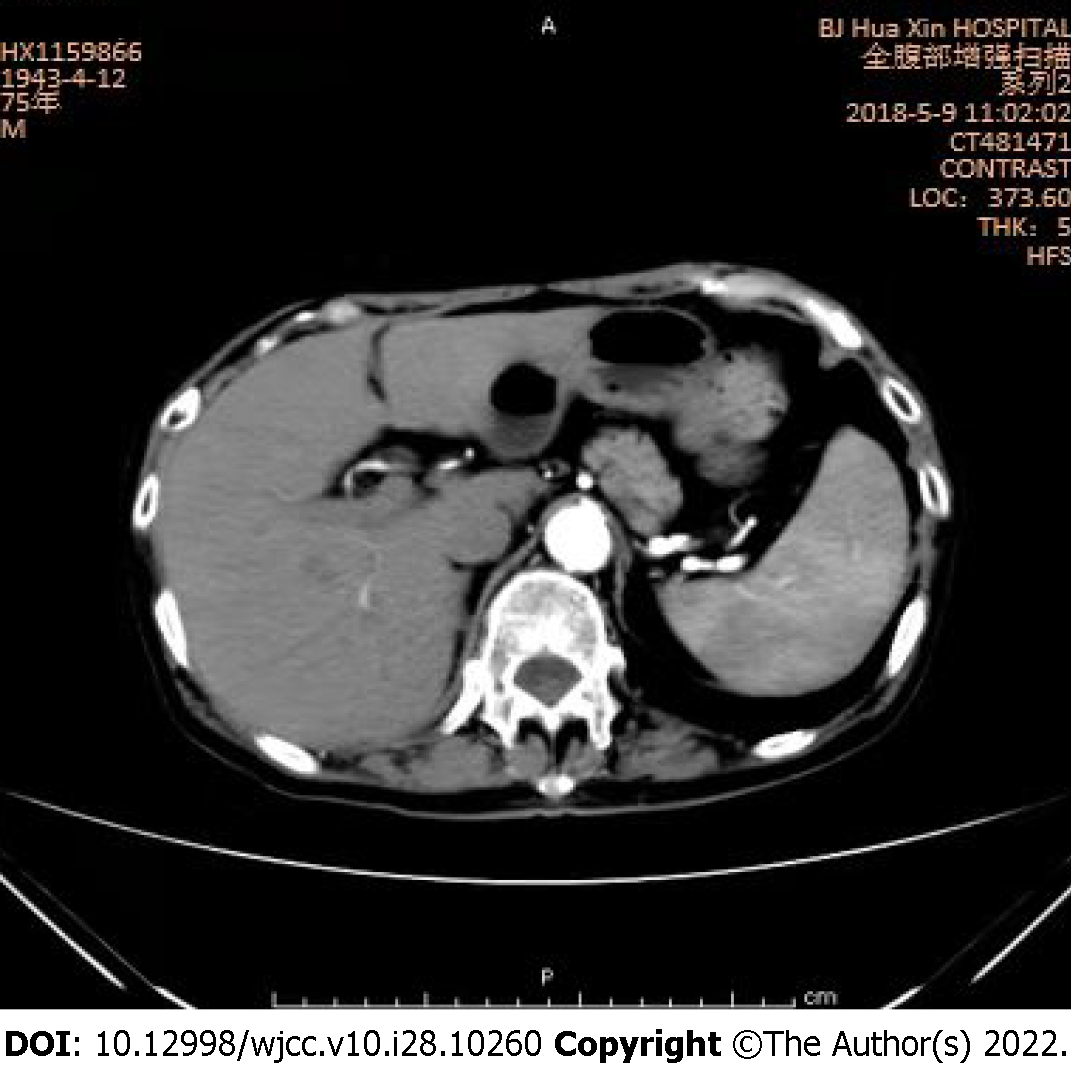 A
HX1159866
1943-4-12
75年
M
BJ Hua Xin HOSPITAL
全腹部增强扫描
系列2
2018-5-9 11:02:02
CT481471
CONTRAST
LOC: 373.60
THK: 5
HFS
P
cm
DOI: 10.12998/wjcc.v10.i28.10260 Copyright ©The Author(s) 2022.